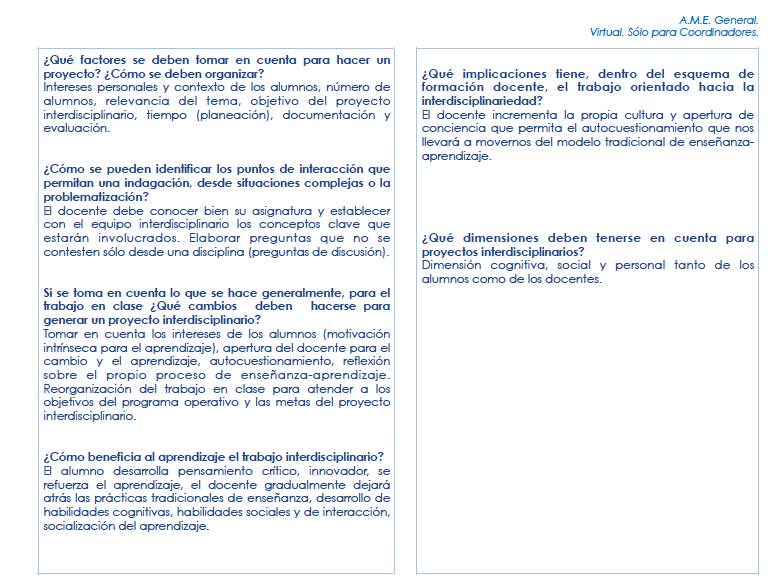 A.M.E. General.
Virtual. Sólo para Coordinadores.
¿Qué factores se deben tomar en cuenta para hacer un
proyecto? ¿Cómo se deben organizar?
Intereses personales y contexto de los alumnos, número de
alumnos, relevancia del tema, objetivo del proyecto
interdisciplinario, tiempo (planeación), documentación y
evaluación.
¿Cómo se pueden identificar los puntos de interacción que
permitan una indagación, desde situaciones complejas o la
problematización?
El docente debe conocer bien su asignatura y establecer
con el equipo interdisciplinario los conceptos clave que
estarán involucrados. Elaborar preguntas que no se
contesten sólo desde una disciplina (preguntas de discusión).
Si se toma en cuenta lo que se hace generalmente, para el
trabajo en clase ¿Qué cambios deben hacerse para
generar un proyecto interdisciplinario?
Tomar en cuenta los intereses de los alumnos (motivación
intrínseca para el aprendizaje), apertura del docente para el
cambio y el aprendizaje, autocuestionamiento, reflexión
sobre el propio proceso de enseñanza-aprendizaje.
Reorganización del trabajo en clase para atender a los
objetivos del programa operativo y las metas del proyecto
interdisciplinario.
¿Cómo beneficia al aprendizaje el trabajo interdisciplinario?
El alumno desarrolla pensamiento crítico, innovador, se
refuerza el aprendizaje, el docente gradualmente dejará
atrás las prácticas tradicionales de enseñanza, desarrollo de
habilidades cognitivas, habilidades sociales y de interacción,
socialización del aprendizaje.
¿Qué implicaciones tiene, dentro del esquema de
formación docente, el trabajo orientado hacia la
interdisciplinariedad?
El docente incrementa la propia cultura y apertura de
conciencia que permita el autocuestionamiento que nos
llevará a movernos del modelo tradicional de enseñanza-
aprendizaje.
¿Qué dimensiones deben tenerse en cuenta para
proyectos interdisciplinarios?
Dimensión cognitiva, social y personal tanto de los
alumnos como de los docentes.